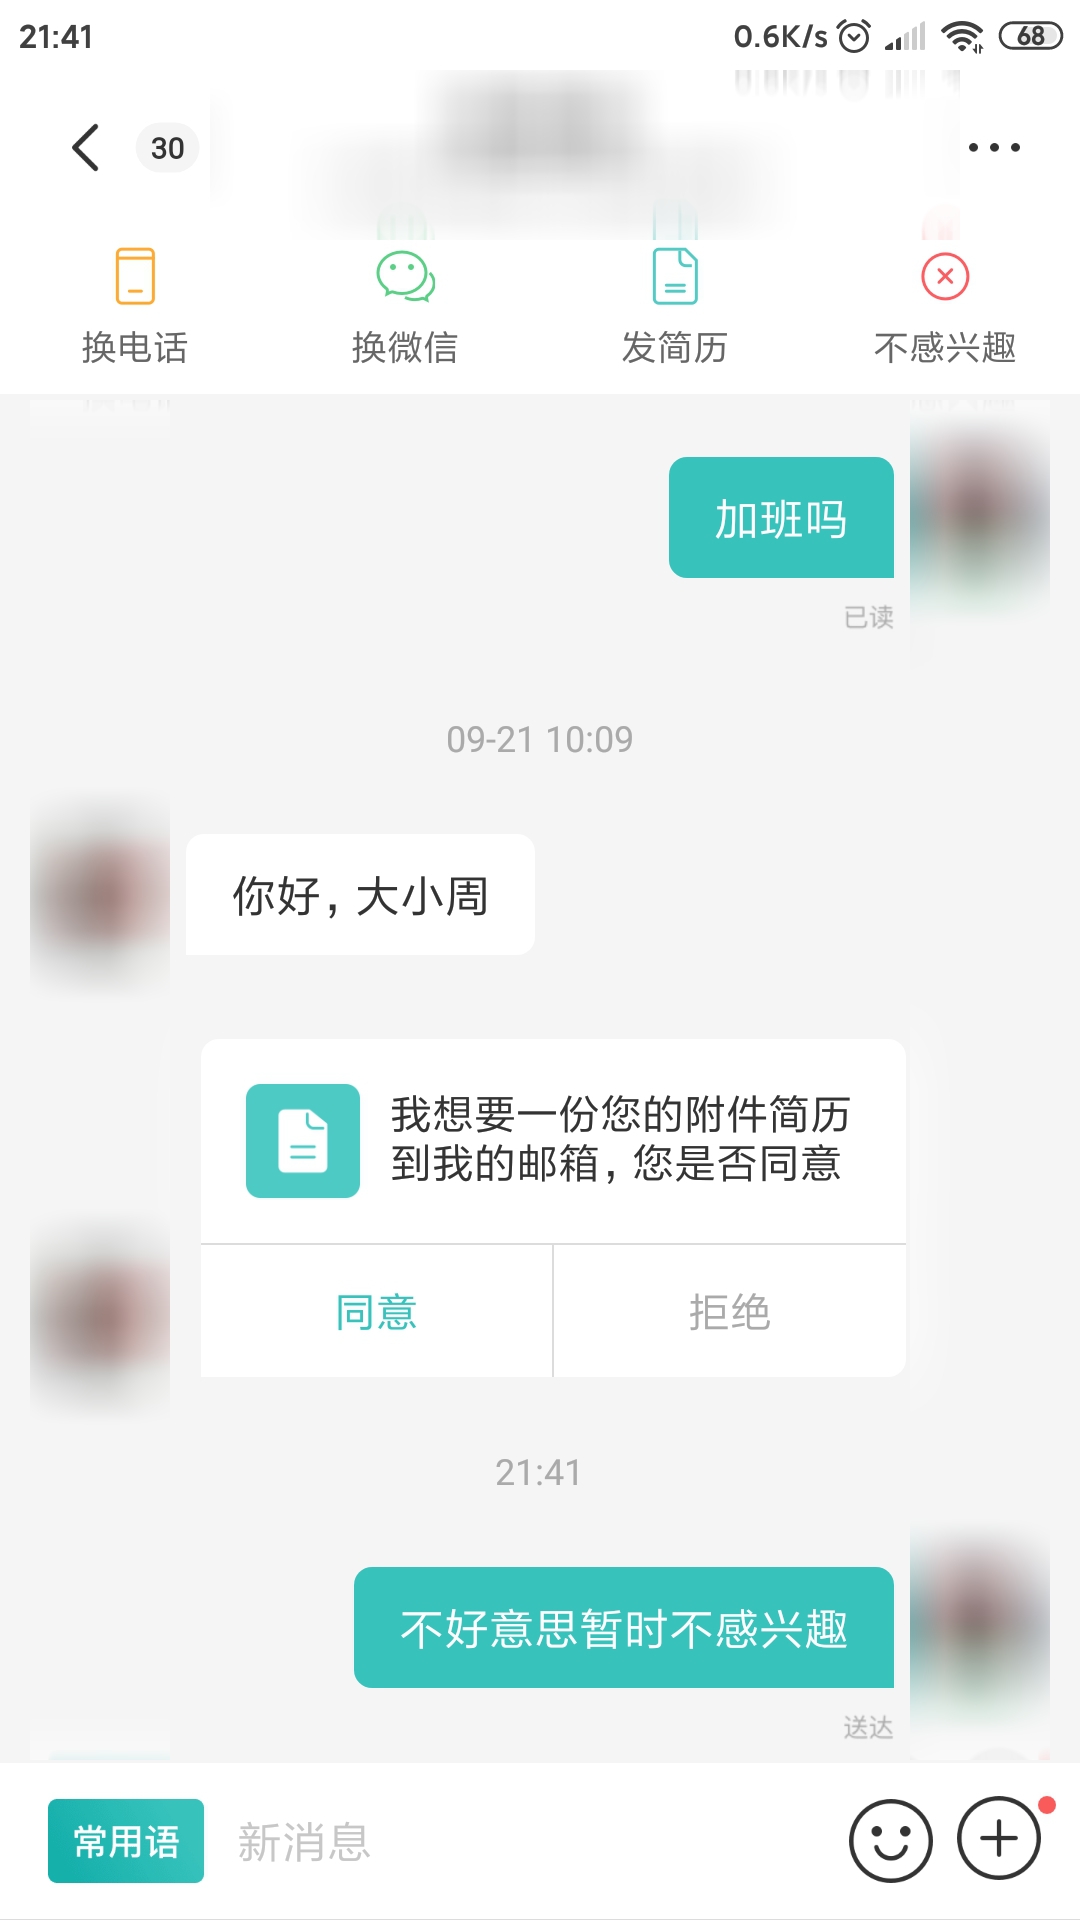 21:41
0.6K/s
68
30
换电话
换微信
发简历
不感兴趣
加班吗
已读
09-21 10:09
你好，大小周
我想要一份您的附件简历
到我的邮箱，您是否同意
同意
拒绝
21:41
不好意思暂时不感兴趣
送达
常用语
新消息